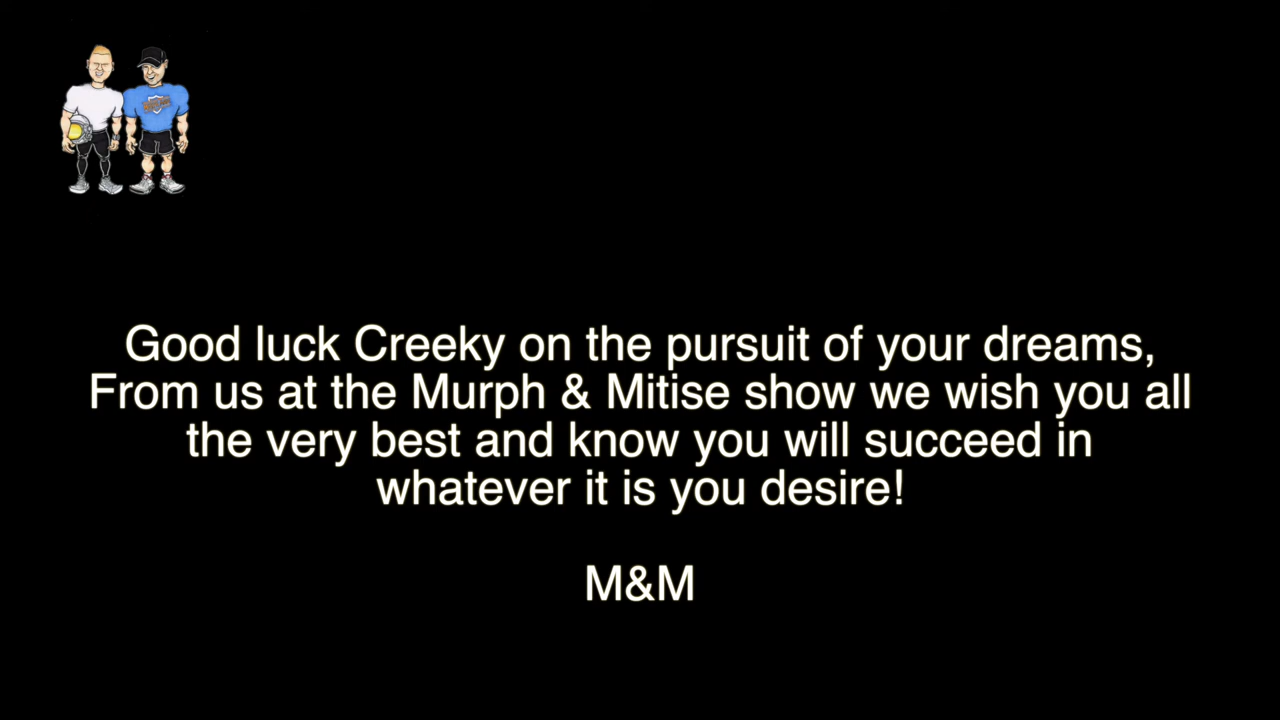 Good luck Creeky on the pursuit of your dreams,
From us at the Murph & Mitise show we wish you all
the very best and know you will succeed in
whatever it is you desire!
M&M